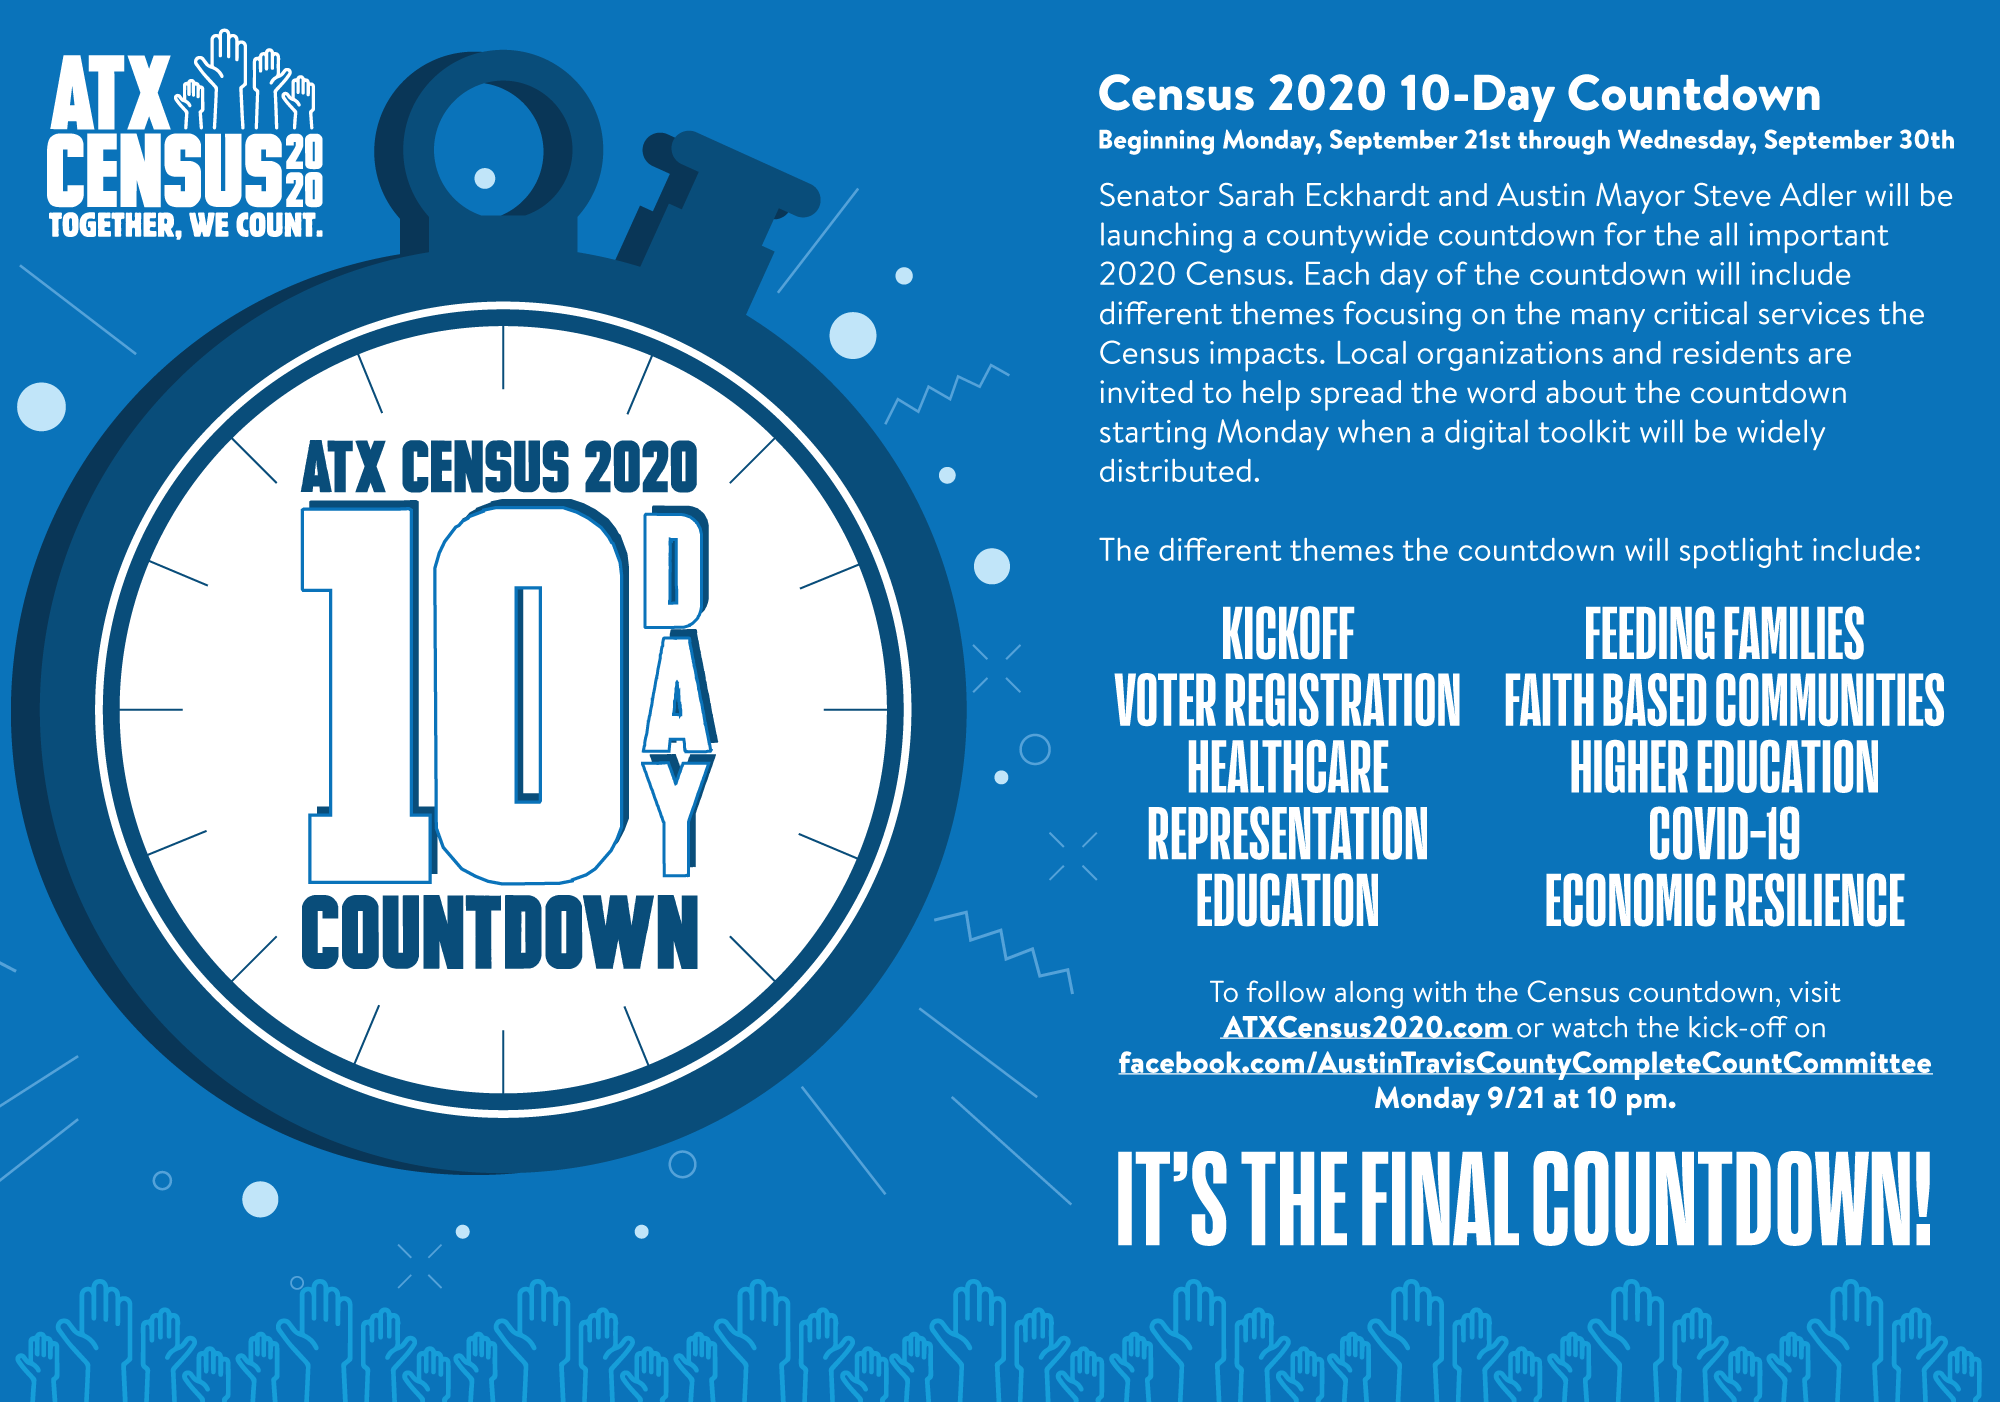 ATX
CENSUS 20
20
TOGETHER, WE COUNT.
ATX CENSUS 2020
10 DAY
COUNTDOWN
Census 2020 10-Day Countdown
Beginning Monday, September 21st through Wednesday, September 30th
Senator Sarah Eckhardt and Austin Mayor Steve Adler will be
launching a countywide countdown for the all important
2020 Census. Each day of the countdown will include
different themes focusing on the many critical services the
Census impacts. Local organizations and residents are
invited to help spread the word about the countdown
starting Monday when a digital toolkit will be widely
distributed.
The different themes the countdown will spotlight include:
KICKOFF
VOTER REGISTRATION
HEALTHCARE
REPRESENTATION
EDUCATION
FEEDING FAMILIES
FAITH BASED COMMUNITIES
HIGHER EDUCATION
COVID-19
ECONOMIC RESILIENCE
To follow along with the Census countdown, visit
ATXCensus2020.com or watch the kick-off on
facebook.com/AustinTravisCountyCompleteCountCommittee
Monday 9/21 at 10 pm.
IT'S THE FINAL COUNTDOWN!